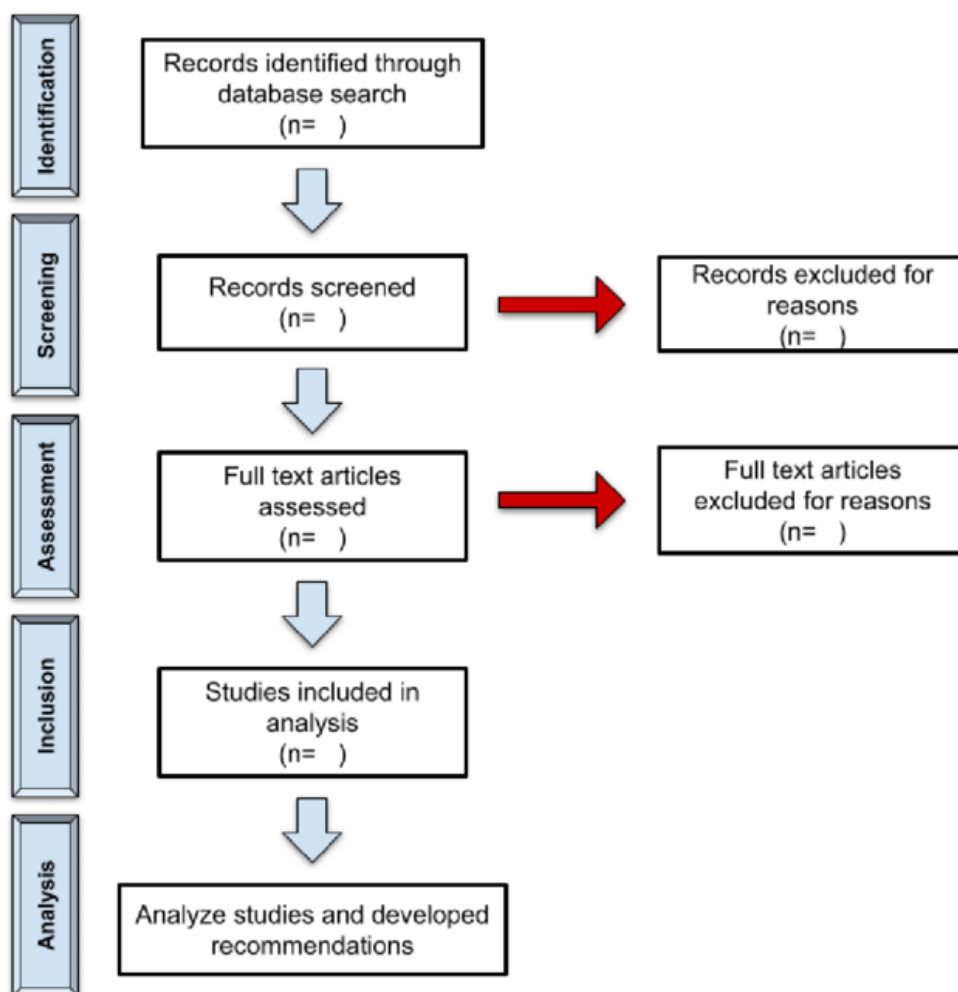 Identification
Records identified through
database search
(n=   )
Screening
Records screened
(n=   )
Records excluded for
reasons
(n=   )
Assessment
Full text articles
assessed
(n=   )
Full text articles
excluded for reasons
(n=   )
Inclusion
Studies included in
analysis
(n=   )
Analysis
Analyze studies and developed
recommendations